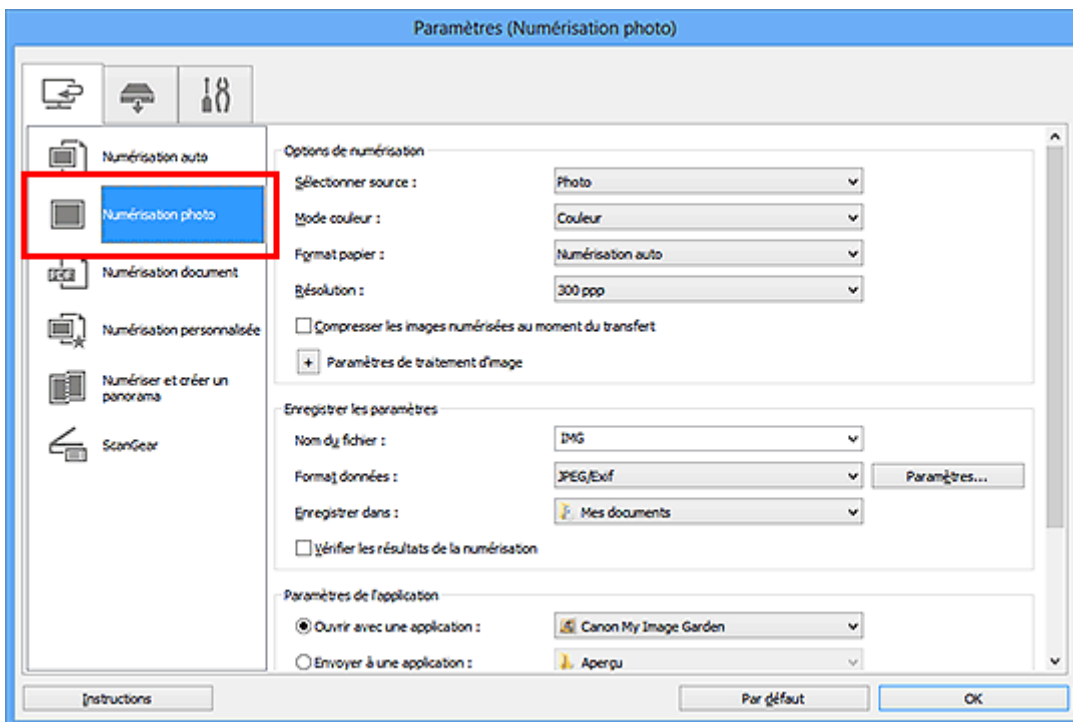 Paramètres (Numérisation photo)
Numérisation auto
Numérisation photo
Numérisation document
Numérisation personnalisée
Numériser et créer un
panorama
ScanGear
Options de numérisation
Sélectionner source : Photo
Mode couleur : Couleur
Format papier : Numérisation auto
Résolution : 300 ppp
Compresser les images numérisées au moment du transfert
+ Paramètres de traitement d'image
Enregistrer les paramètres
Nom du fichier : IMG
Format données : JPEG/Exif Paramètres...
Enregistrer dans : Mes documents
Vérifier les résultats de la numérisation
Paramètres de l'application
Ouvrir avec une application : Canon My Image Garden
Envoyer à une application : Aperçu
Instructions Par défaut OK